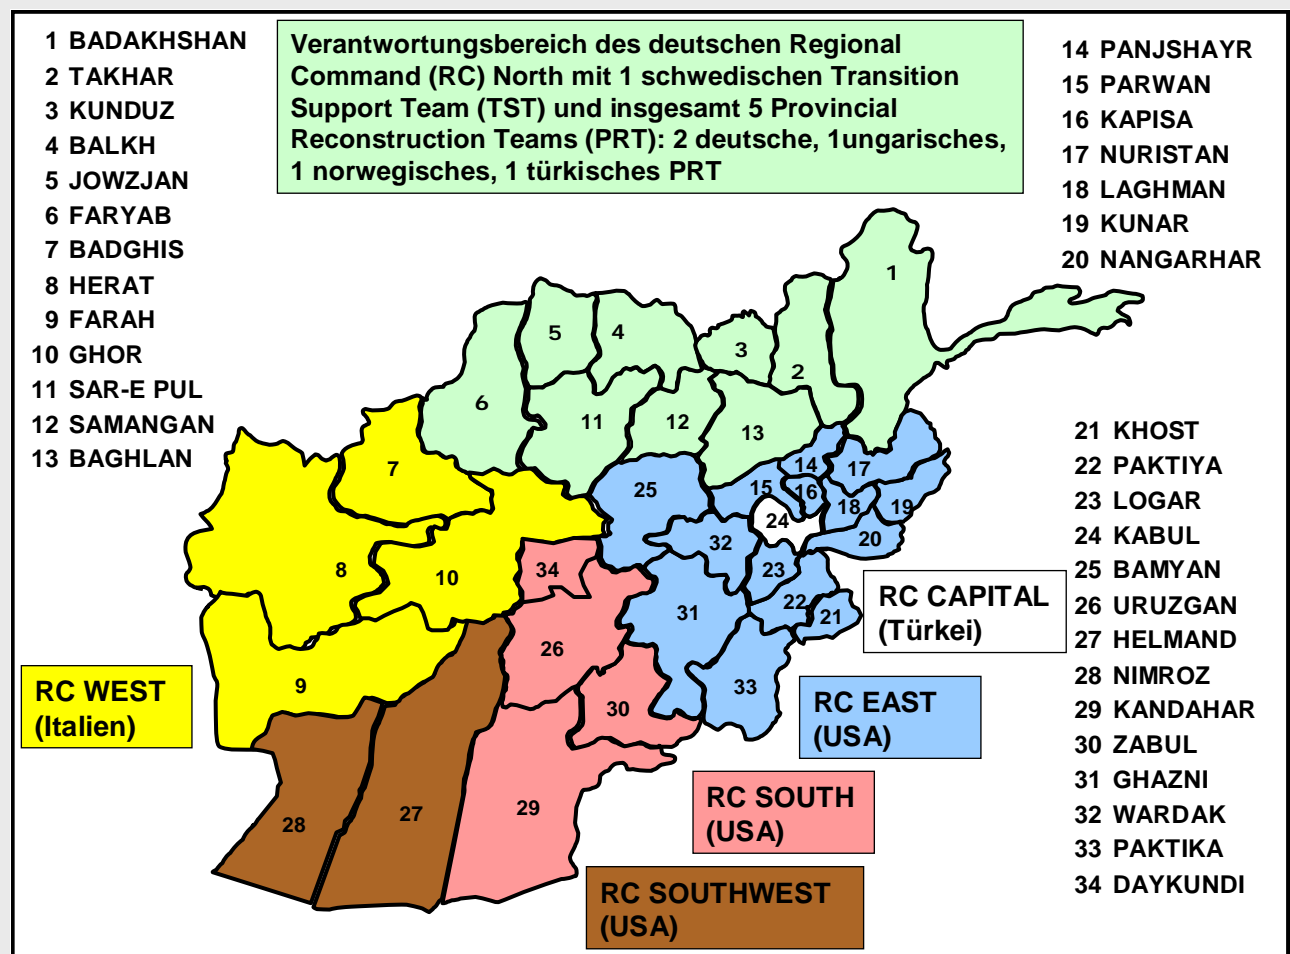 1 BADAKHSHAN
2 TAKHAR
3 KUNDUZ
4 BALKH
5 JOWZJAN
6 FARYAB
7 BADGHIS
8 HERAT
9 FARAH
10 GHOR
11 SAR-E PUL
12 SAMANGAN
13 BAGHLAN
Verantwortungsbereich des deutschen Regional
Command (RC) North mit 1 schwedischen Transition
Support Team (TST) und insgesamt 5 Provincial
Reconstruction Teams (PRT): 2 deutsche, 1ungarisches,
1 norwegisches, 1 türkisches PRT
14 PANJSHAYR
15 PARWAN
16 KAPISA
17 NURISTAN
18 LAGHMAN
19 KUNAR
20 NANGARHAR
1
5
4
3
2
6
11
12
13
7
14
17
25
15
16
18
19
24
20
32
8
10
34
23
31
22
21
26
9
33
30
29
27
28
RC CAPITAL
(Türkei)
RC WEST
(Italien)
RC EAST
(USA)
RC SOUTH
(USA)
RC SOUTHWEST
(USA)
21 KHOST
22 PAKTIYA
23 LOGAR
24 KABUL
25 BAMYAN
26 URUZGAN
27 HELMAND
28 NIMROZ
29 KANDAHAR
30 ZABUL
31 GHAZNI
32 WARDAK
33 PAKTIKA
34 DAYKUNDI